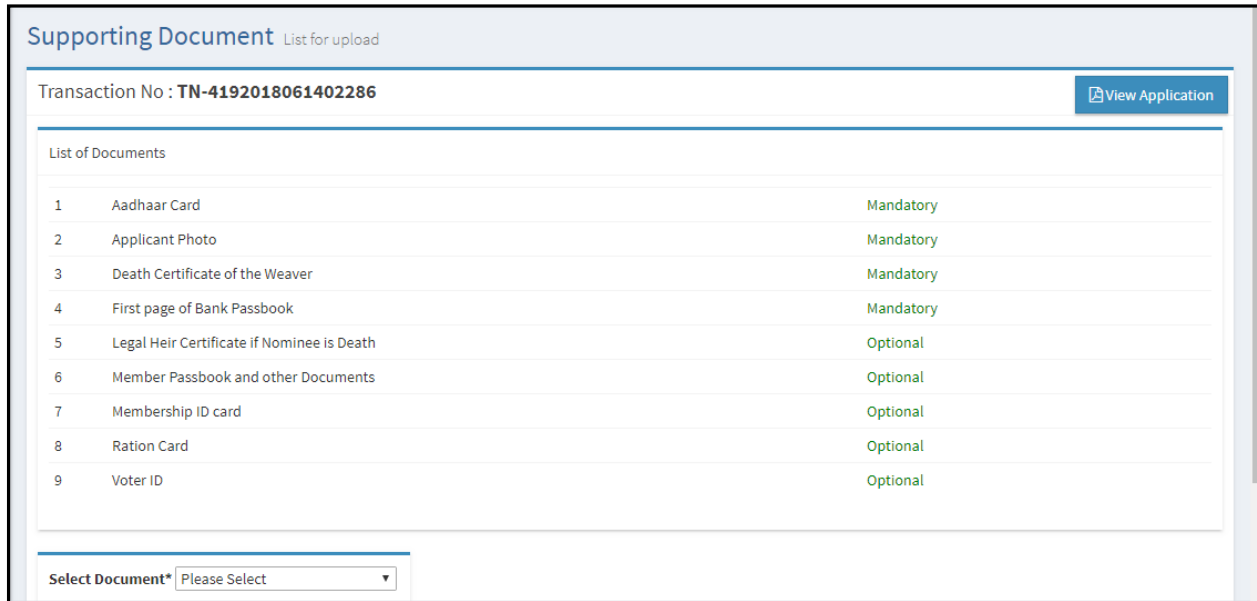 Supporting Document List for upload
Transaction No : TN-4192018061402286 View Application
List of Documents
1 Aadhaar Card Mandatory
2 Applicant Photo Mandatory
3 Death Certificate of the Weaver Mandatory
4 First page of Bank Passbook Mandatory
5 Legal Heir Certificate if Nominee is Death Optional
6 Member Passbook and other Documents Optional
7 Membership ID card Optional
8 Ration Card Optional
9 Voter ID Optional
Select Document* Please Select